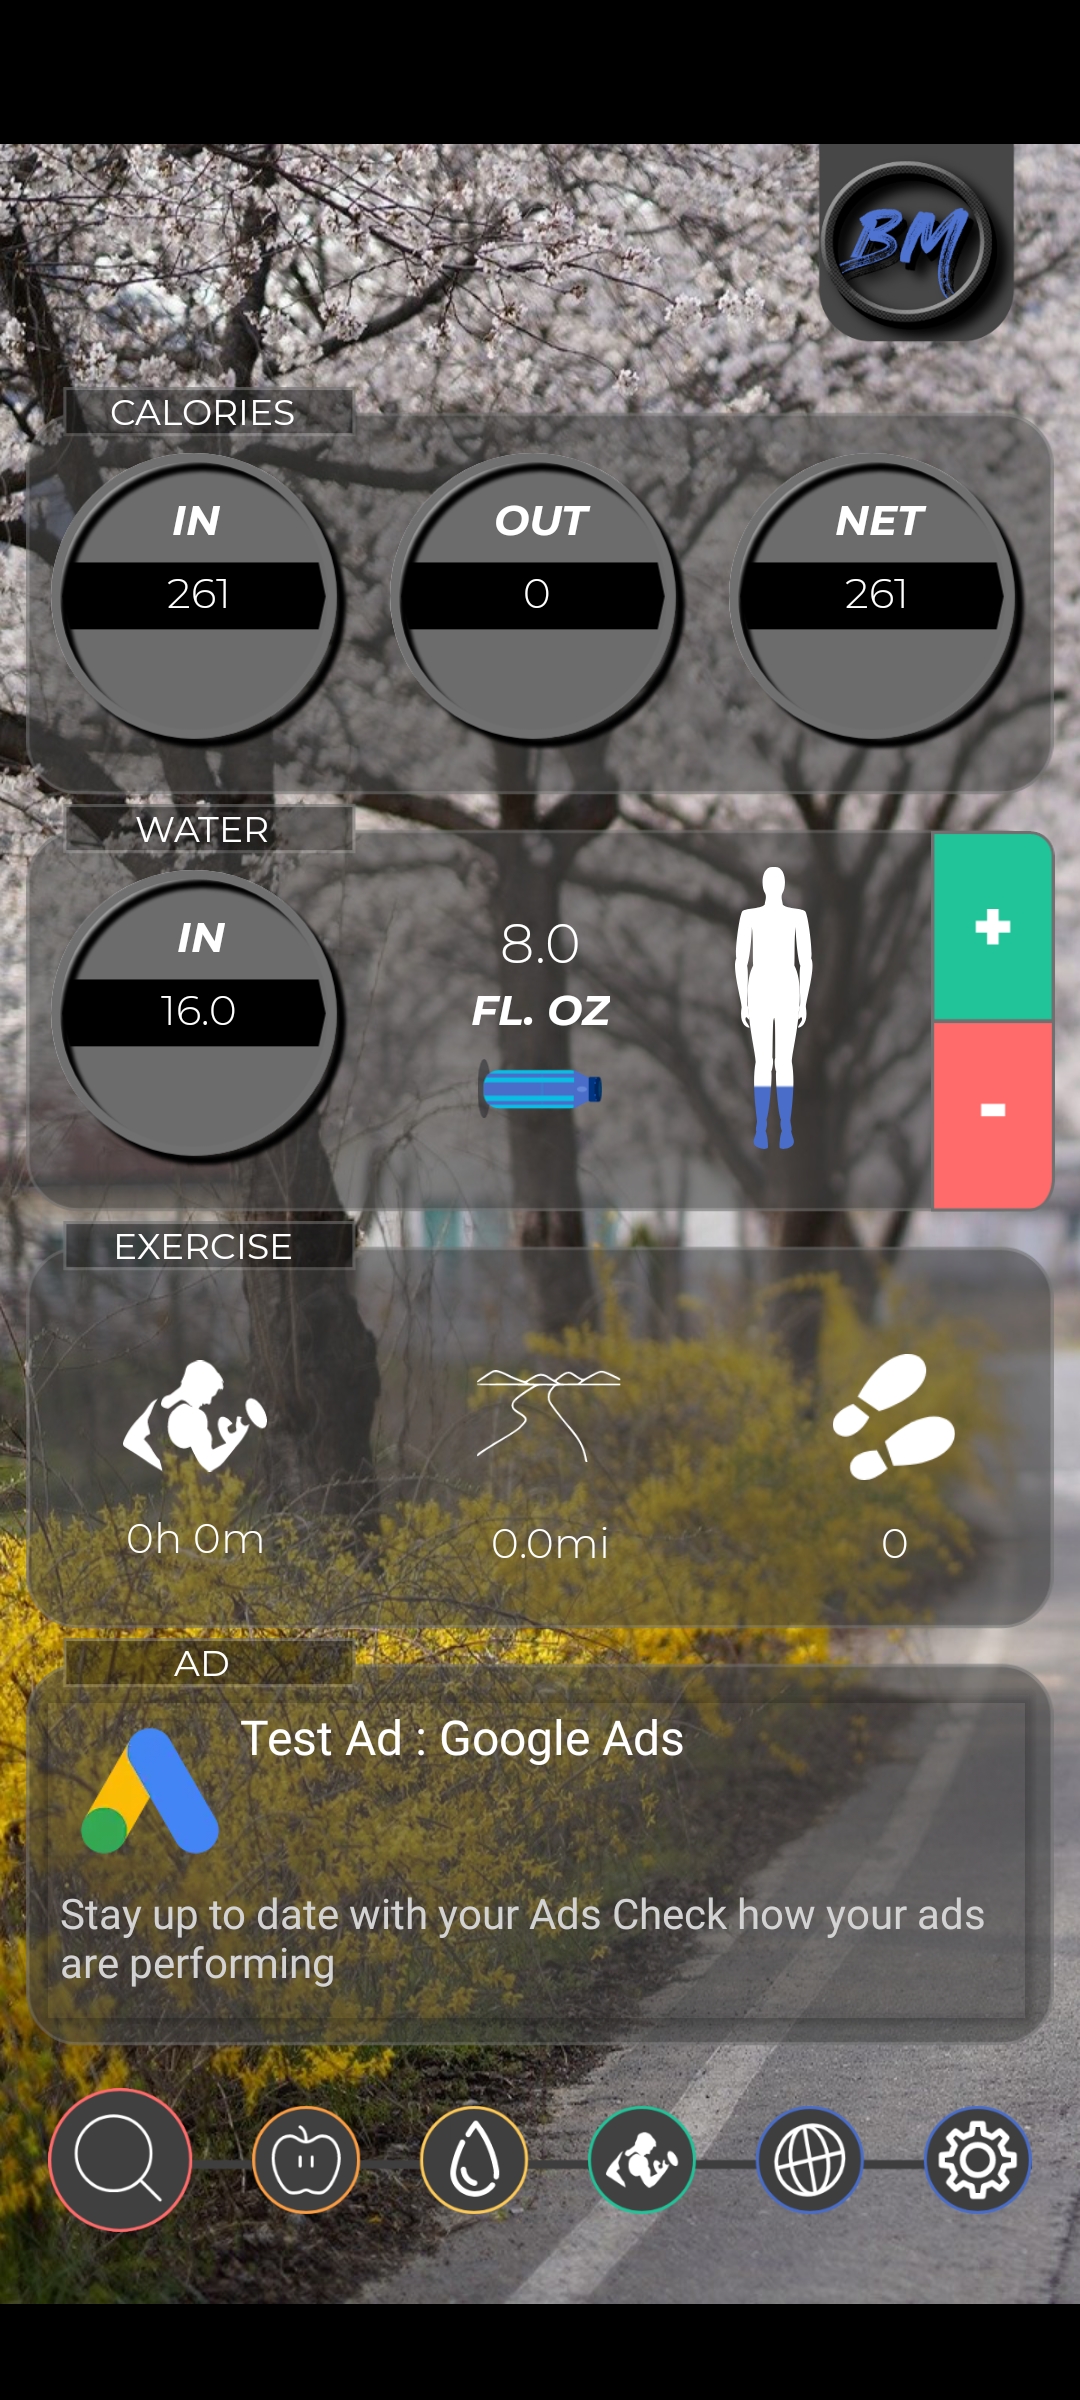 BM
CALORIES
IN
OUT
NET
261
0
261
WATER
IN
16.0
8.0
FL. OZ
+
-
EXERCISE
0h 0m
0.0mi
0
AD
Test Ad : Google Ads
Stay up to date with your Ads Check how your ads
are performing